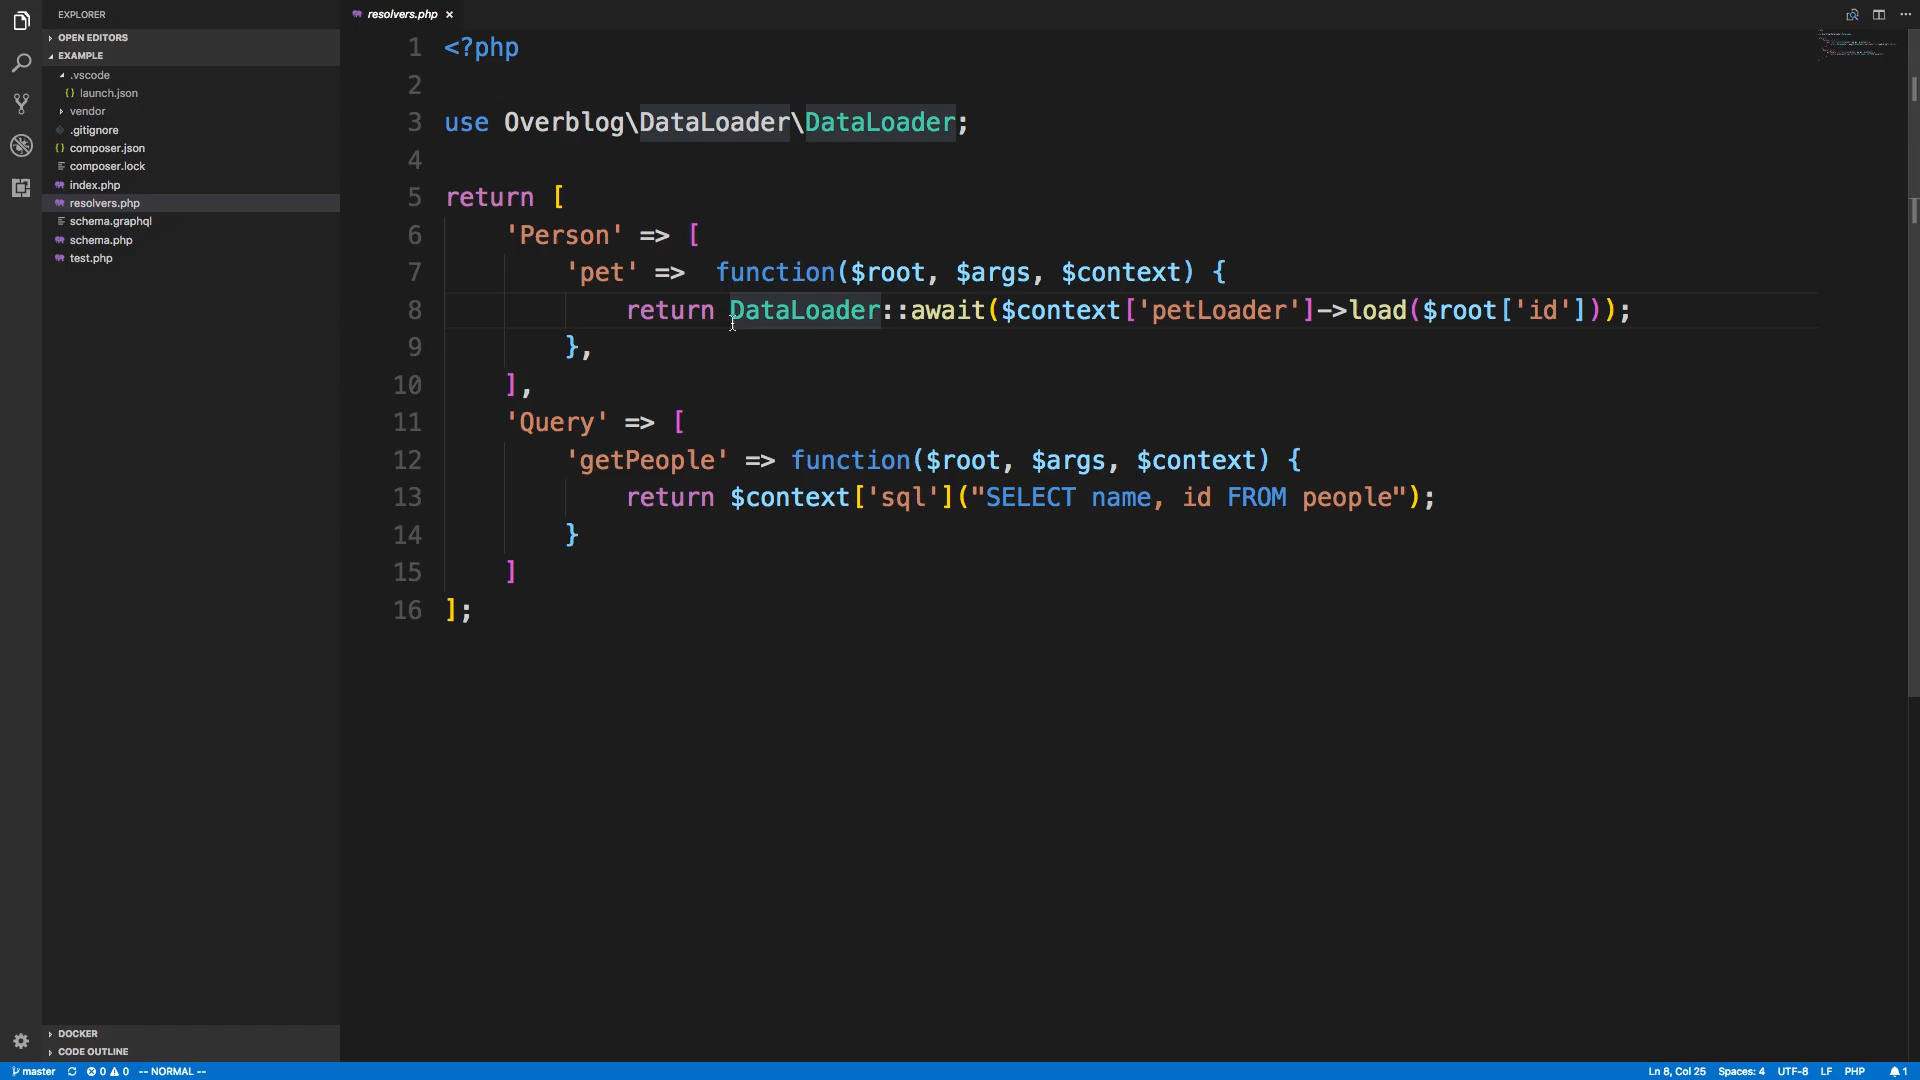 EXPLORER
OPEN EDITORS
EXAMPLE
.vscode
{} launch.json
vendor
.gitignore
{} composer.json
composer.lock
index.php
resolvers.php
schema.graphql
schema.php
test.php
DOCKER
CODE OUTLINE
resolvers.php ×
1 <?php
2
3 use Overblog\DataLoader\DataLoader;
4
5 return [
6     'Person' => [
7         'pet' =>  function($root, $args, $context) {
8             return DataLoader::await($context['petLoader']->load($root['id']));
9         },
10     ],
11     'Query' => [
12         'getPeople' => function($root, $args, $context) {
13             return $context['sql']("SELECT name, id FROM people");
14         }
15     ]
16 ];
master 0 0 -- NORMAL -- Ln 8, Col 25 Spaces: 4 UTF-8 LF PHP 1